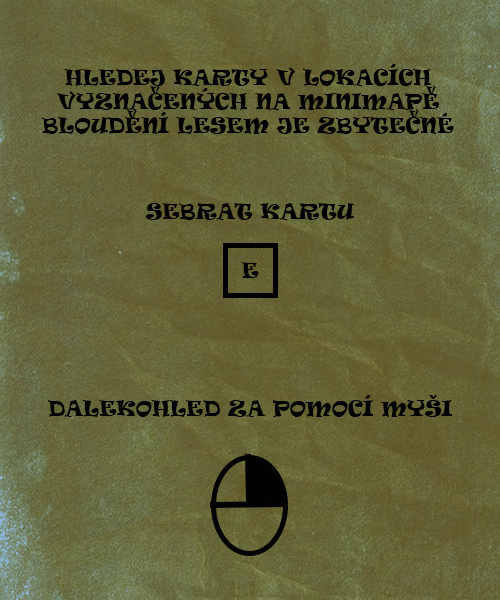 HLEDEJ KARTY V LOKACÍCH
VYZNAČENÝCH NA MINIMAPĚ
BLOUDĚNÍ LESEM JE ZBYTEČNÉ
SEBRAT KARTU
E
DALEKOHLED ZA POMOCÍ MYŠI